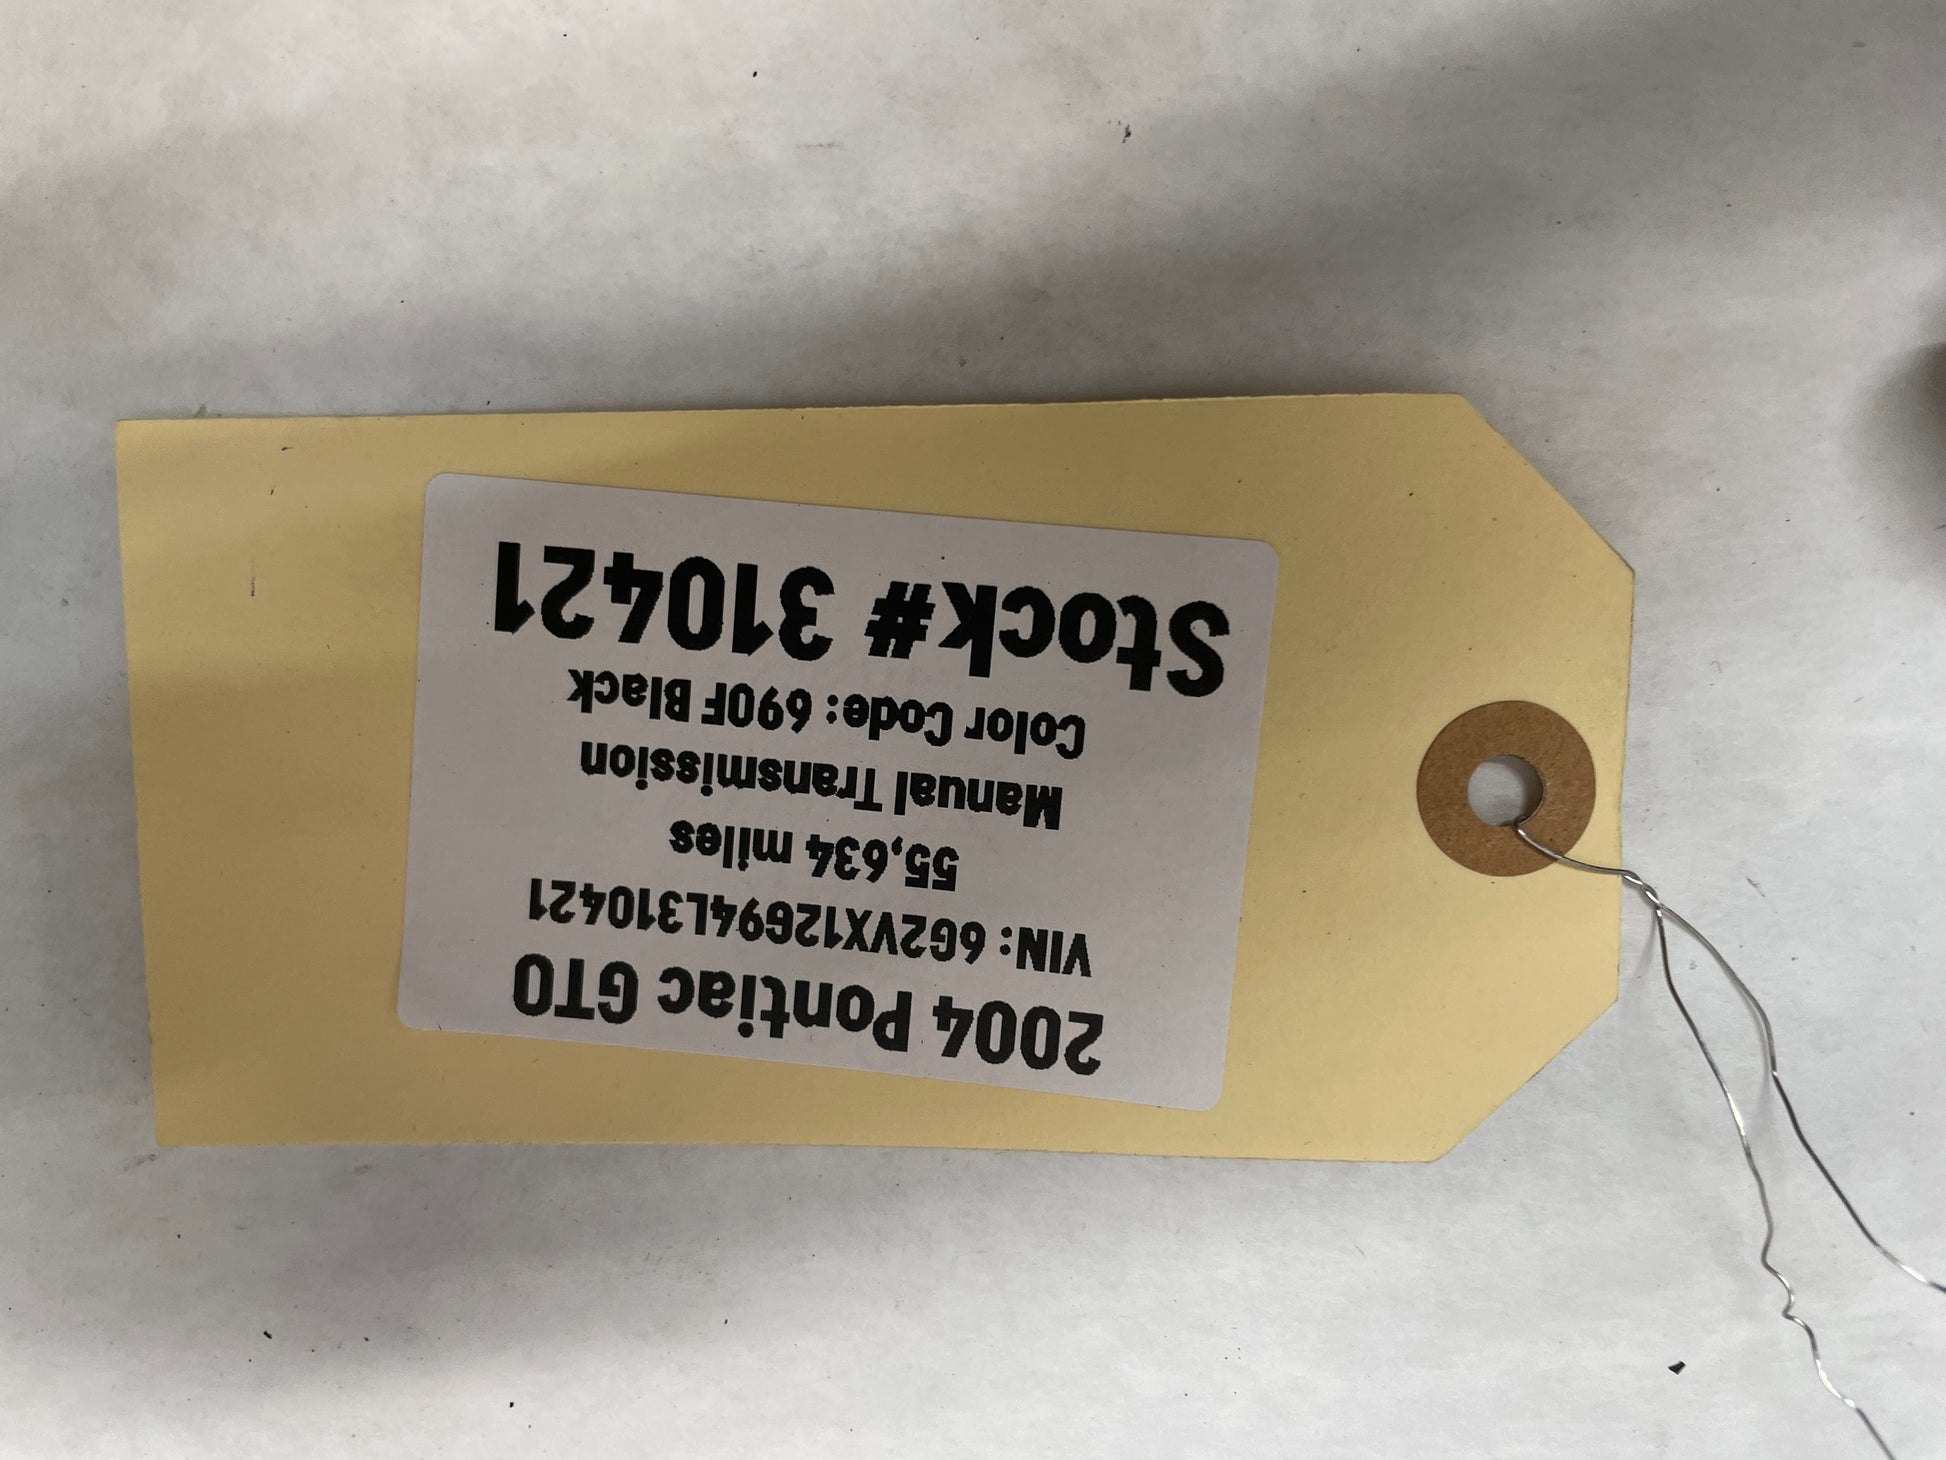 2004 Pontiac GTO
VIN: 6G2VX12G94L310421
55,634 miles
Manual Transmission
Color Code: 690F Black
Stock# 310421